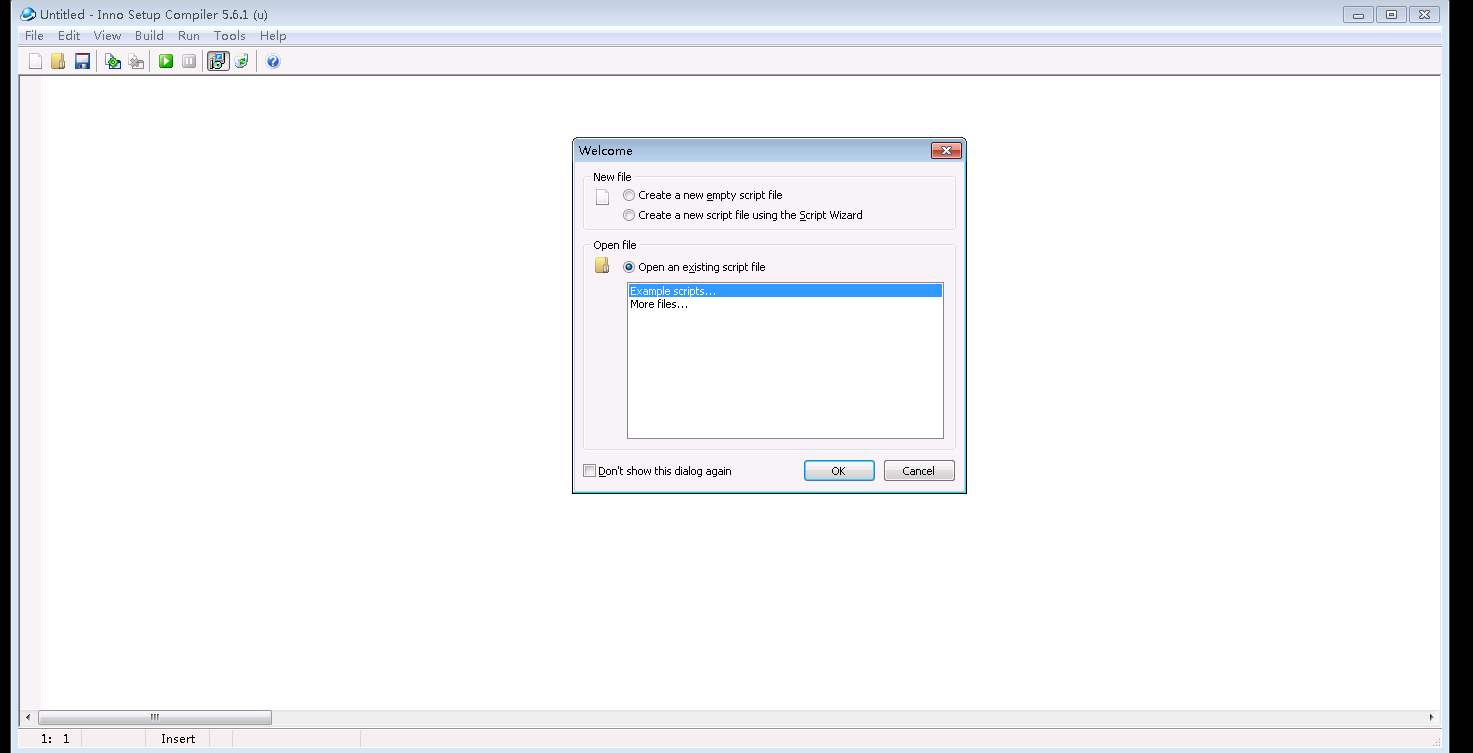 Untitled - Inno Setup Compiler 5.6.1 (u)
File Edit View Build Run Tools Help
Welcome
New file
Create a new empty script file
Create a new script file using the Script Wizard
Open file
Open an existing script file
Example scripts...
More files...
Don't show this dialog again
OK
Cancel
1: 1
Insert